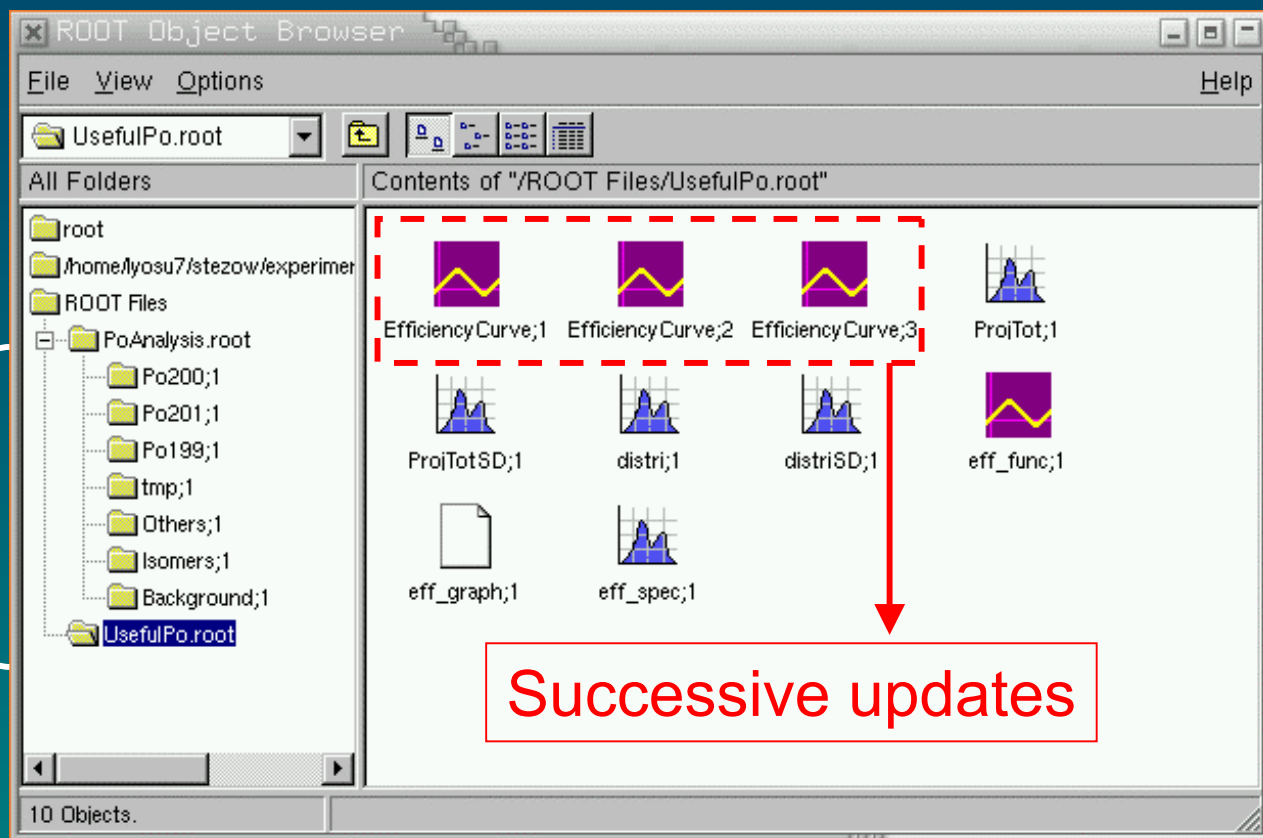 ROOT Object Browser
File View Options Help
UsefulPo.root
All Folders
Contents of "/ROOT Files/UsefulPo.root"
root
/home/lyosu7/stezow/experimer
ROOT Files
PoAnalysis.root
Po200;1
Po201;1
Po199;1
tmp;1
Others;1
Isomers;1
Background;1
UsefulPo.root
EfficiencyCurve;1 EfficiencyCurve;2 EfficiencyCurve;3 ProjTot;1
ProjTotSD;1 distri;1 distriSD;1 eff_func;1
eff_graph;1 eff_spec;1
Successive updates
10 Objects.